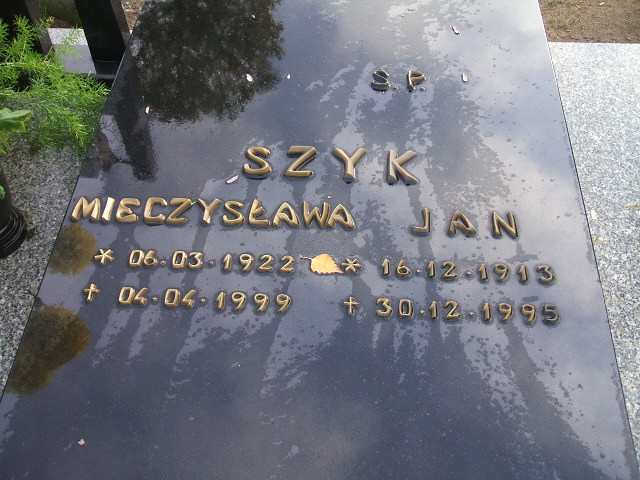 S.P.
SZYK
MIECZYSŁAWA JAN
* 06.03.1922 * 16.12.1913
† 04.04.1999 † 30.12.1995